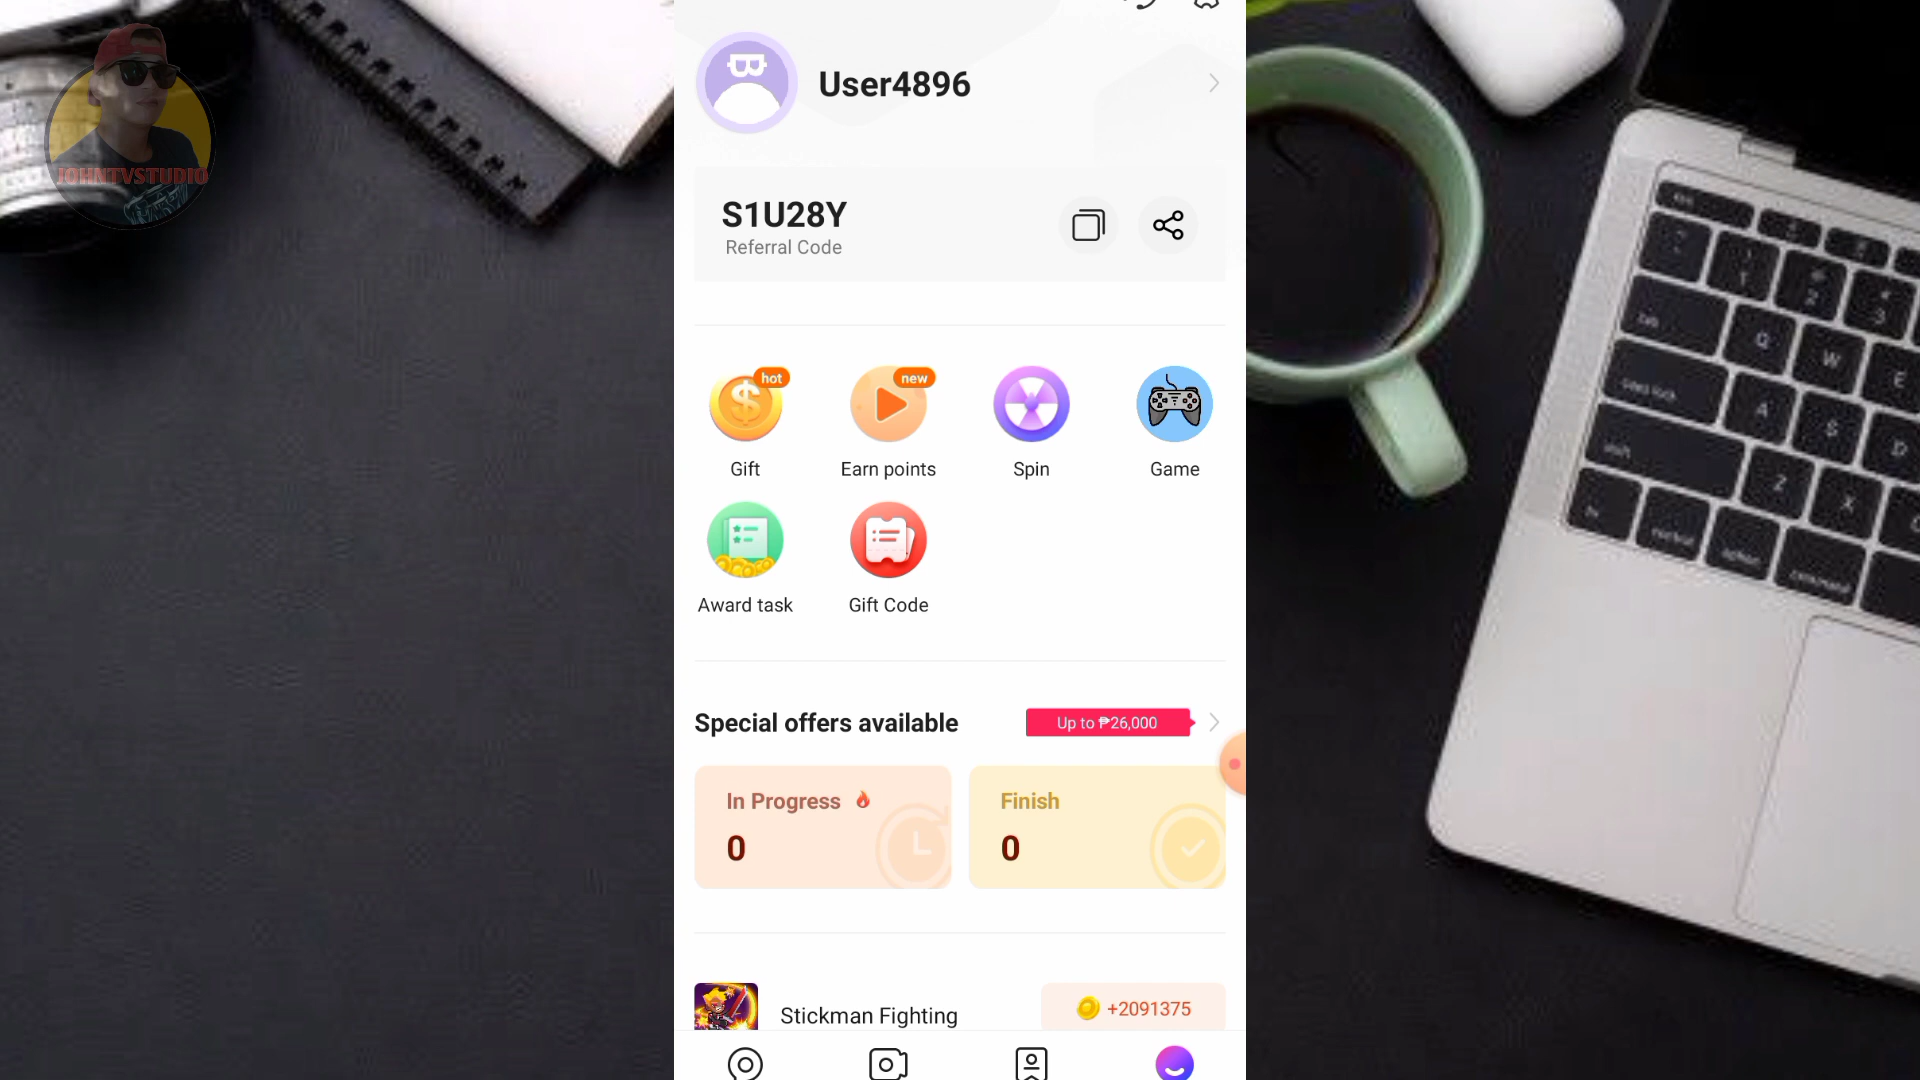 JOHNTVSTUDIO
User4896
S1U28Y
Referral Code
hot
new
Gift
Earn points
Spin
Game
Award task
Gift Code
Special offers available
Up to ₱26,000
In Progress
Finish
0
0
Stickman Fighting
+2091375
Q W E
A S D
Z X